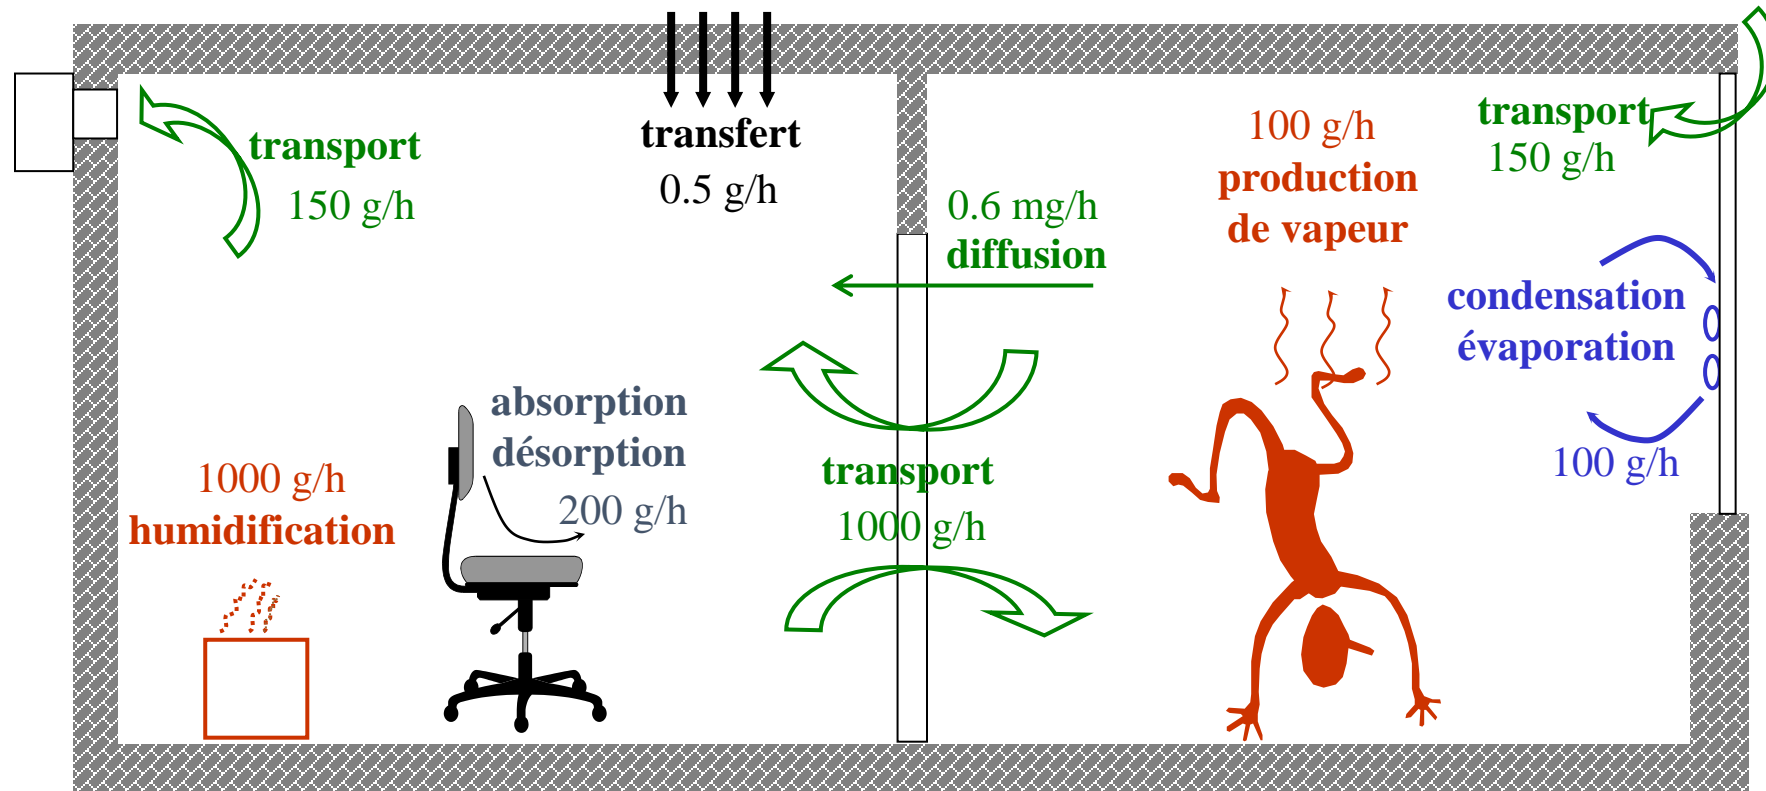 transport
150 g/h
transfert
0.5 g/h
0.6 mg/h
diffusion
100 g/h
production
de vapeur
transport
150 g/h
condensation
évaporation
100 g/h
absorption
désorption
200 g/h
1000 g/h
humidification
transport
1000 g/h